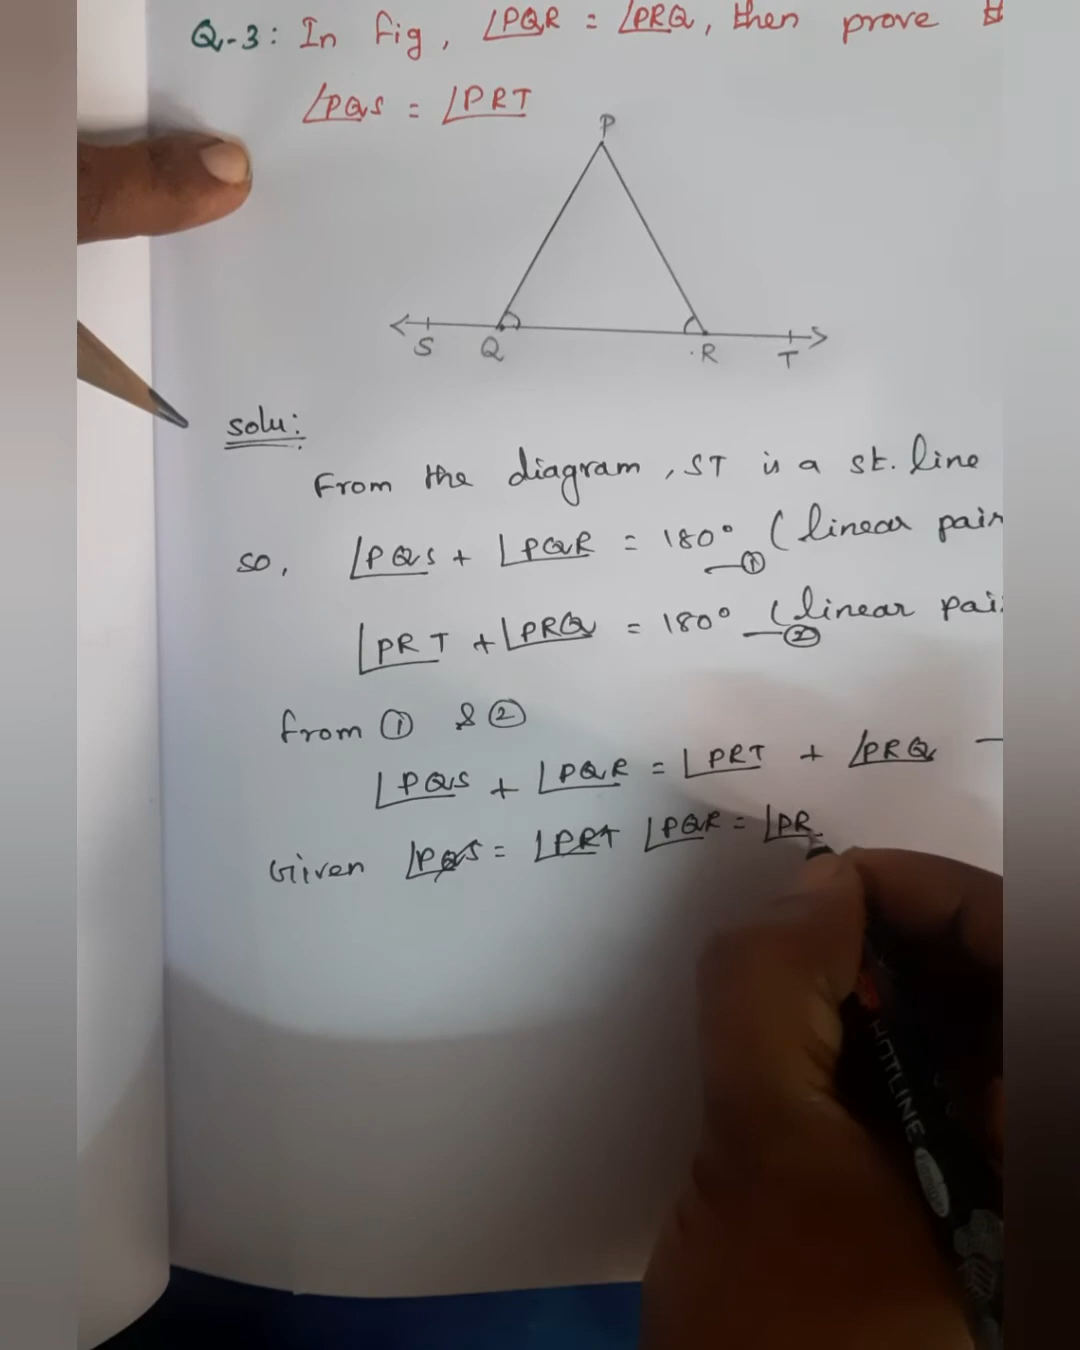 Q-3: In fig, ∠PQR = ∠PRQ, then prove
∠PQS = ∠PRT
P
S Q R T
Solu:
From the diagram, ST is a st. line
so, ∠PQS + ∠PQR = 180° (linear pair
①
∠PRT + ∠PRQ = 180° (linear pai
②
from ① & ②
∠PQS + ∠PQR = ∠PRT + ∠PRQ —
Given ∠PQS = ∠PRT ∠PQR = ∠PR
HOTLINE